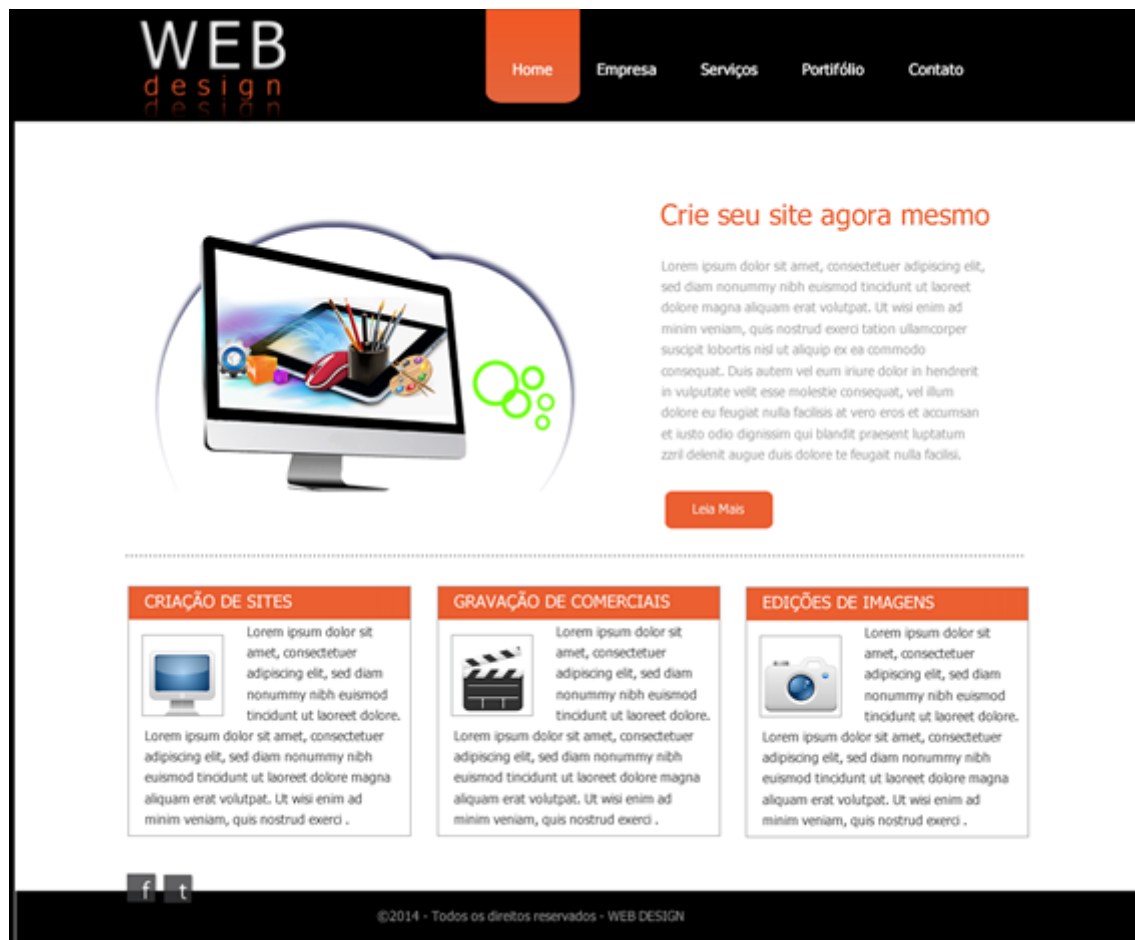 WEB
design
Home Empresa Serviços Portifólio Contato
Crie seu site agora mesmo
Lorem ipsum dolor sit amet, consectetuer adipiscing elit,
sed diam nonummy nibh euismod tincidunt ut laoreet
dolore magna aliquam erat volutpat. Ut wisi enim ad
minim veniam, quis nostrud exerci tation ullamcorper
suscipit lobortis nisl ut aliquip ex ea commodo
consequat. Duis autem vel eum iriure dolor in hendrerit
in vulputate velit esse molestie consequat, vel illum
dolore eu feugiat nulla facilisis at vero eros et accumsan
et iusto odio dignissim qui blandit praesent luptatum
zzril delenit augue duis dolore te feugait nulla facilisi.
Leia Mais
CRIAÇÃO DE SITES
Lorem ipsum dolor sit
amet, consectetuer
adipiscing elit, sed diam
nonummy nibh euismod
tincidunt ut laoreet dolore.
Lorem ipsum dolor sit amet, consectetuer
adipiscing elit, sed diam nonummy nibh
euismod tincidunt ut laoreet dolore magna
aliquam erat volutpat. Ut wisi enim ad
minim veniam, quis nostrud exerci .
GRAVAÇÃO DE COMERCIAIS
Lorem ipsum dolor sit
amet, consectetuer
adipiscing elit, sed diam
nonummy nibh euismod
tincidunt ut laoreet dolore.
Lorem ipsum dolor sit amet, consectetuer
adipiscing elit, sed diam nonummy nibh
euismod tincidunt ut laoreet dolore magna
aliquam erat volutpat. Ut wisi enim ad
minim veniam, quis nostrud exerci .
EDIÇÕES DE IMAGENS
Lorem ipsum dolor sit
amet, consectetuer
adipiscing elit, sed diam
nonummy nibh euismod
tincidunt ut laoreet dolore.
Lorem ipsum dolor sit amet, consectetuer
adipiscing elit, sed diam nonummy nibh
euismod tincidunt ut laoreet dolore magna
aliquam erat volutpat. Ut wisi enim ad
minim veniam, quis nostrud exerci .
f t
©2014 - Todos os direitos reservados - WEB DESIGN